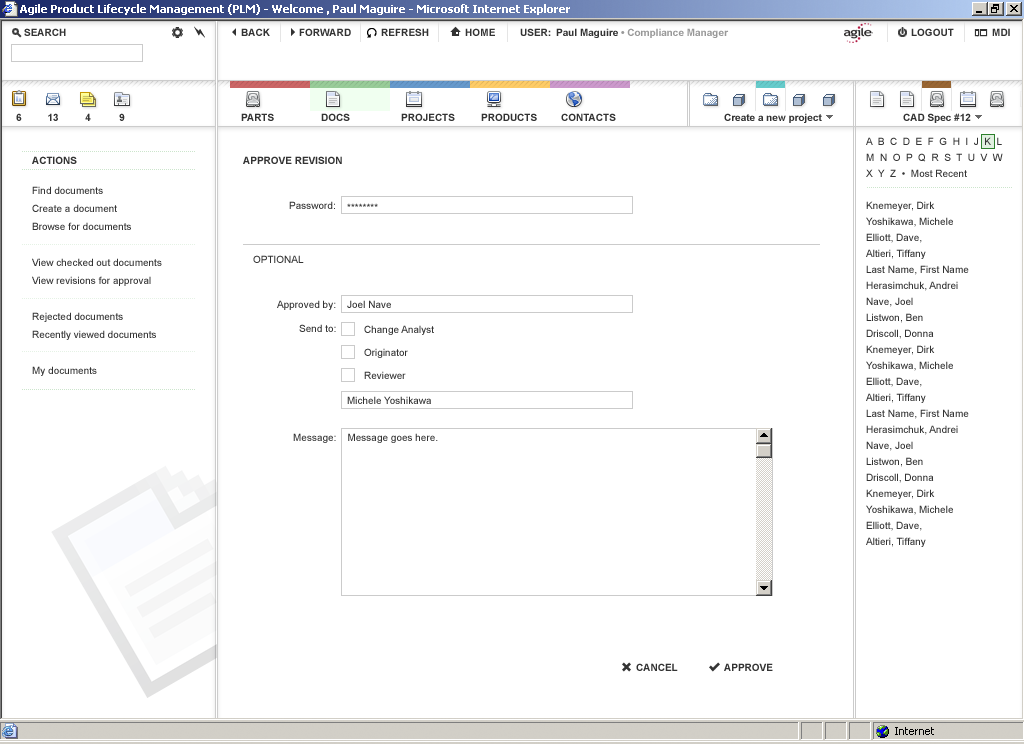 Agile Product Lifecycle Management (PLM) - Welcome , Paul Maguire - Microsoft Internet Explorer
SEARCH
BACK FORWARD REFRESH HOME USER: Paul Maguire • Compliance Manager agile LOGOUT MDI
6 13 4 9
PARTS DOCS PROJECTS PRODUCTS CONTACTS
Create a new project
CAD Spec #12
ACTIONS
Find documents
Create a document
Browse for documents
View checked out documents
View revisions for approval
Rejected documents
Recently viewed documents
My documents
APPROVE REVISION
Password: ********
OPTIONAL
Approved by: Joel Nave
Send to: Change Analyst
Originator
Reviewer
Michele Yoshikawa
Message: Message goes here.
CANCEL APPROVE
A B C D E F G H I J K L
M N O P Q R S T U V W
X Y Z • Most Recent
Knemeyer, Dirk
Yoshikawa, Michele
Elliott, Dave,
Altieri, Tiffany
Last Name, First Name
Herasimchuk, Andrei
Nave, Joel
Listwon, Ben
Driscoll, Donna
Knemeyer, Dirk
Yoshikawa, Michele
Elliott, Dave,
Altieri, Tiffany
Last Name, First Name
Herasimchuk, Andrei
Nave, Joel
Listwon, Ben
Driscoll, Donna
Knemeyer, Dirk
Yoshikawa, Michele
Elliott, Dave,
Altieri, Tiffany
Internet